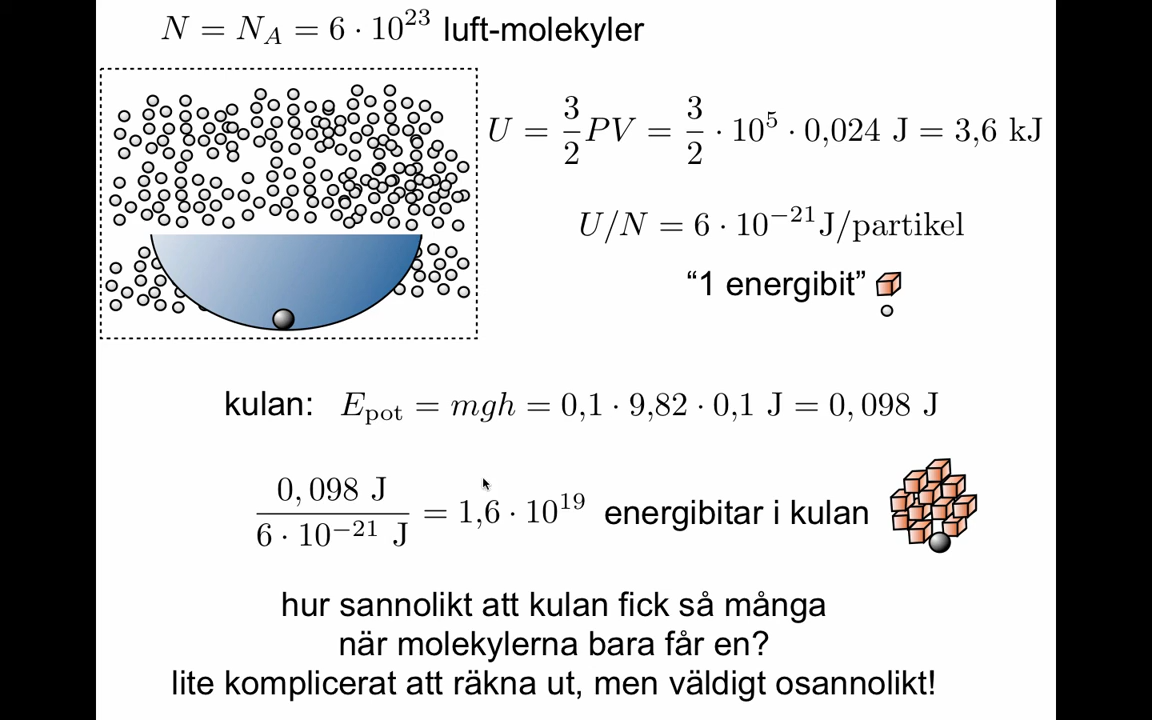 N = N_A = 6 · 10^23 luft-molekyler
U = 3/2 PV = 3/2 · 10^5 · 0,024 J = 3,6 kJ
U/N = 6 · 10^−21 J/partikel
“1 energibit”
kulan: E_pot = mgh = 0,1 · 9,82 · 0,1 J = 0,098 J
0,098 J / 6 · 10^−21 J = 1,6 · 10^19 energibitar i kulan
hur sannolikt att kulan fick så många
när molekylerna bara får en?
lite komplicerat att räkna ut, men väldigt osannolikt!